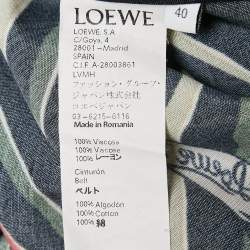 LOEWE
40
LOEWE, S.A.
C/Goya, 4
28001-Madrid
SPAIN
C.I.F. A-28003861
LVMH
ファッション・グループ・
ジャパン株式会社
ロエベジャパン
03-6215-6116
Made in Romania
100% Viscosa
100% Viscose
100% レーヨン
Cinturón
Belt
ベルト
100% Algodón
100% Cotton
100% 綿